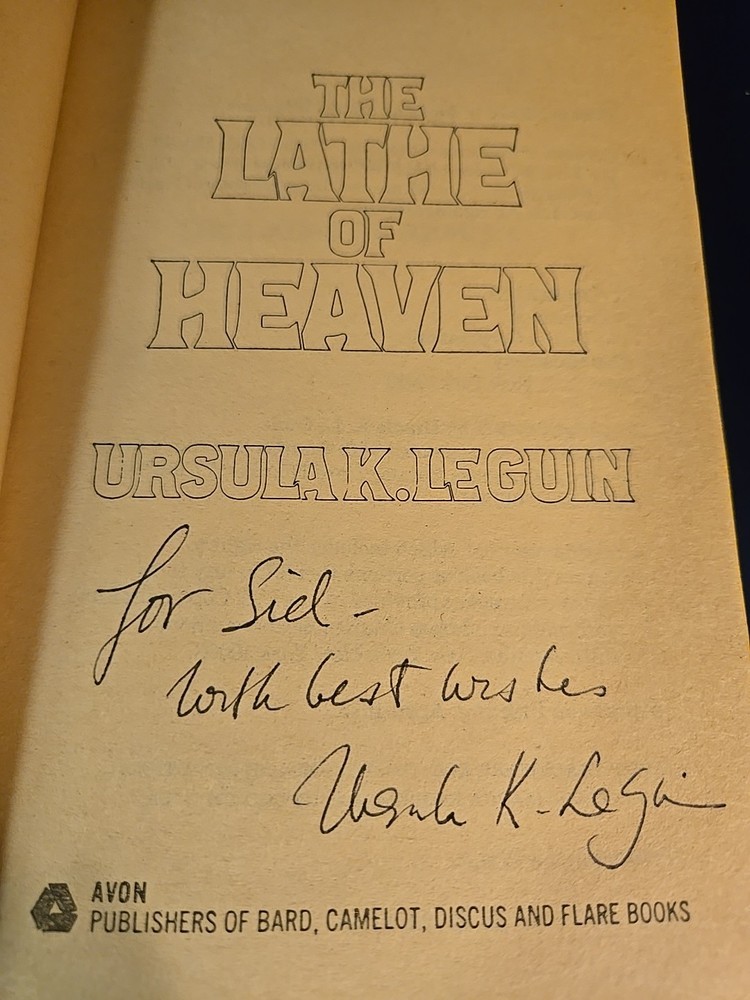 THE
LATHE
OF
HEAVEN
URSULA K. LE GUIN
For Sid -
With best wishes
Ursula K. Le Guin
AVON
PUBLISHERS OF BARD, CAMELOT, DISCUS AND FLARE BOOKS